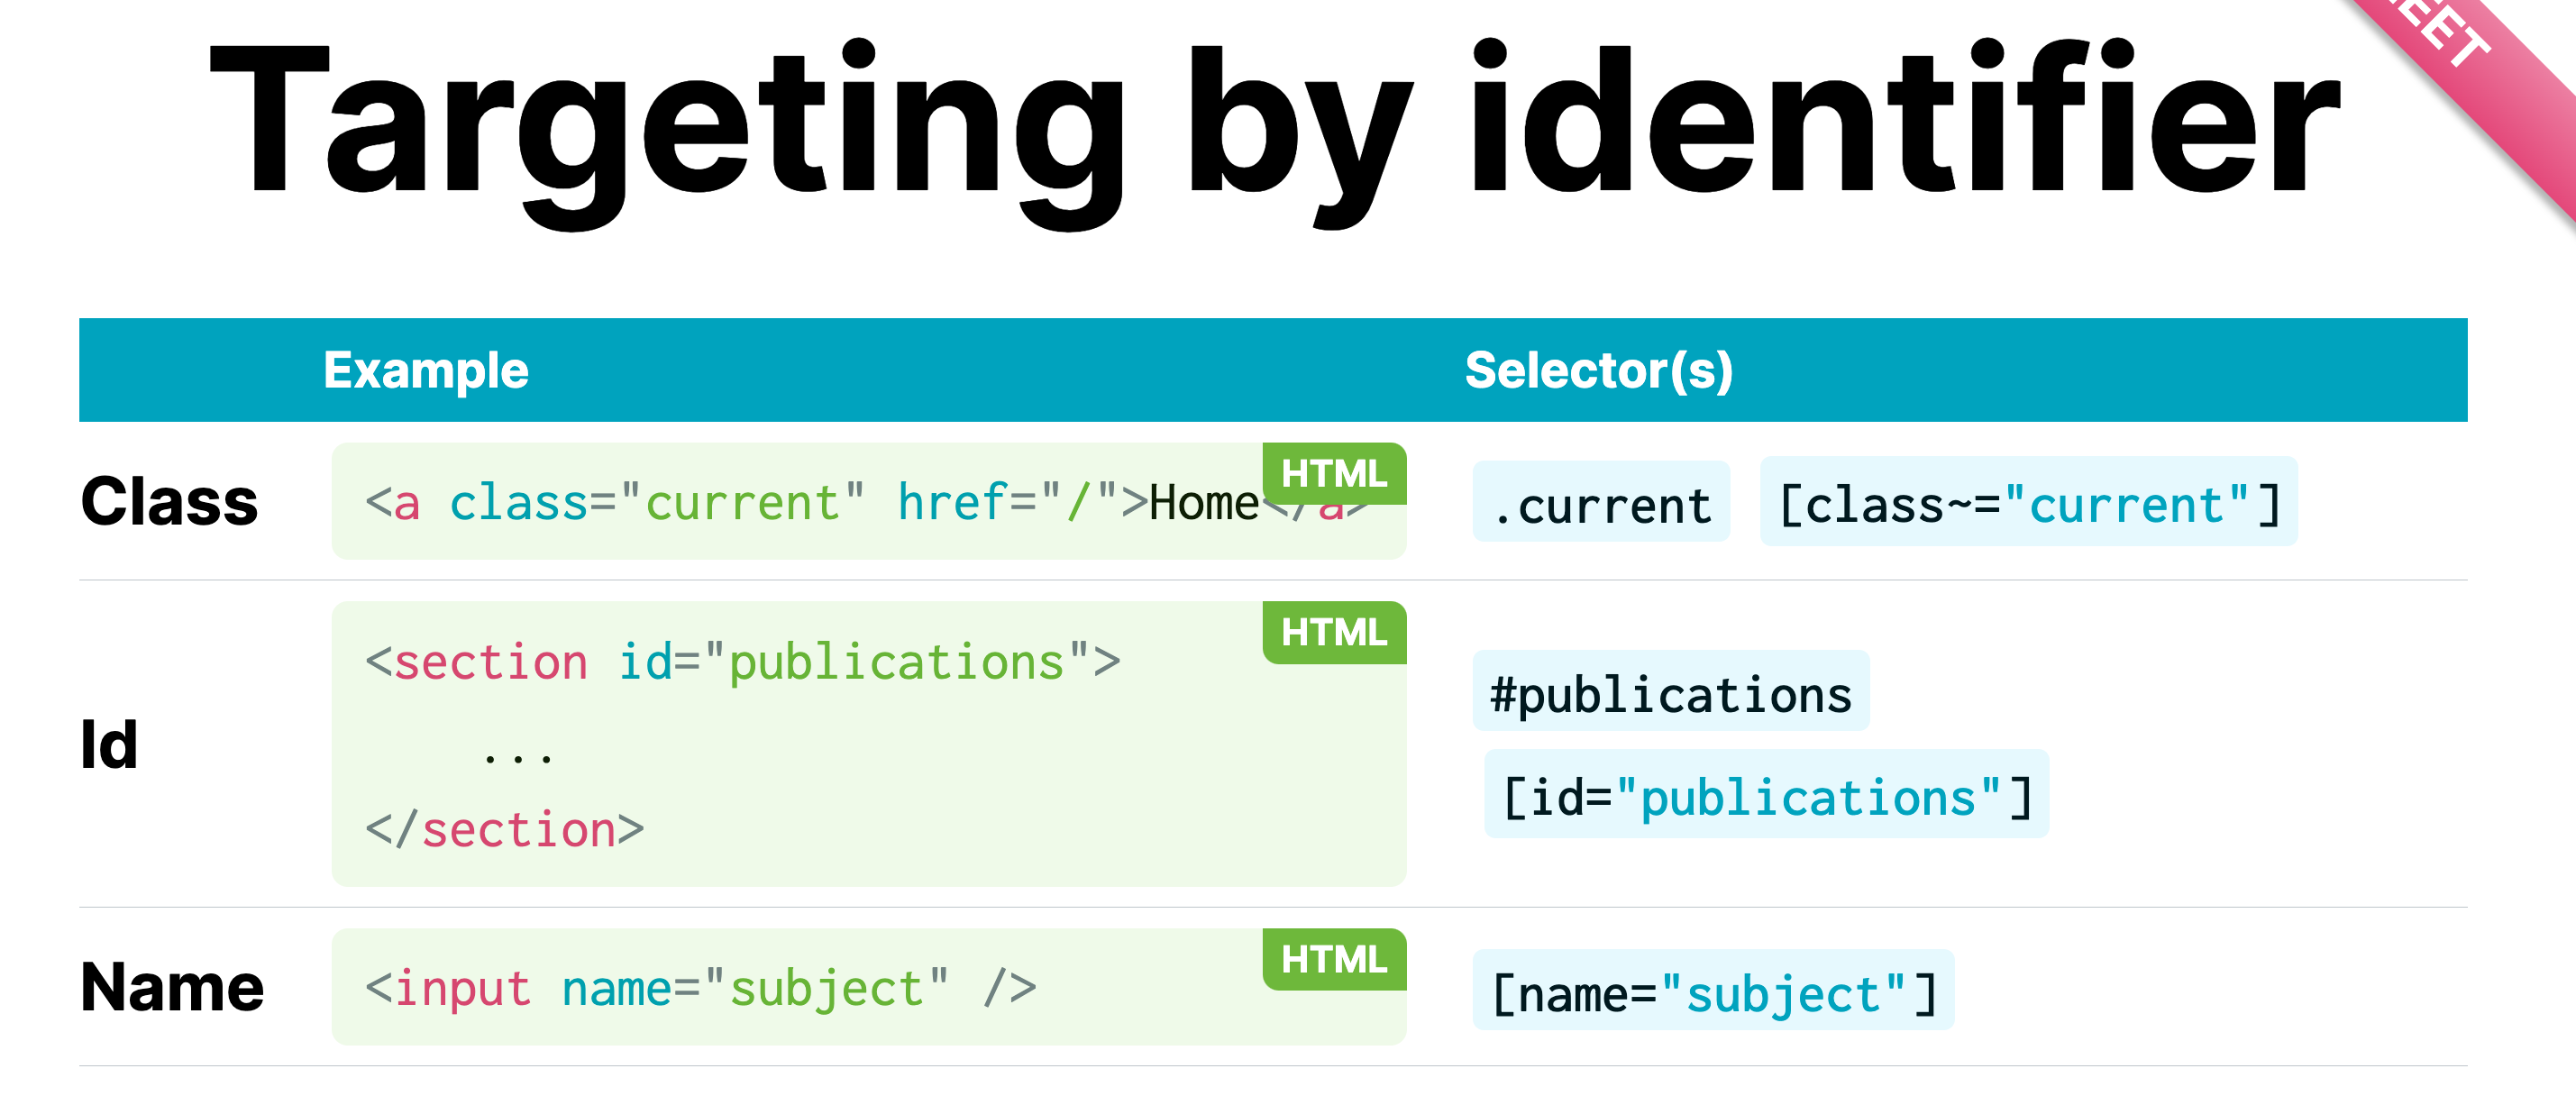 Targeting by identifier
Example Selector(s)
Class <a class="current" href="/">Home</a> HTML .current [class~="current"]
HTML
<section id="publications">
...
</section>
Id
#publications
[id="publications"]
Name <input name="subject" /> HTML [name="subject"]